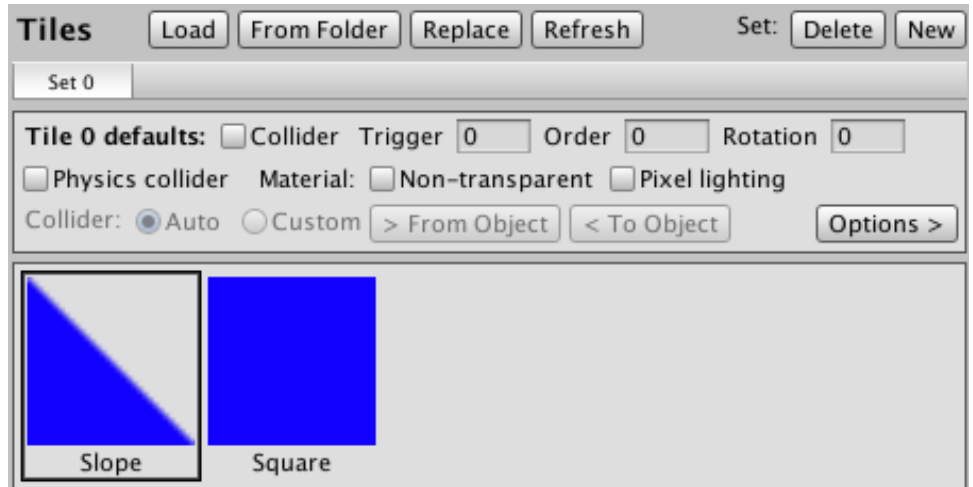 Tiles Load From Folder Replace Refresh Set: Delete New
Set 0
Tile 0 defaults: Collider Trigger 0 Order 0 Rotation 0
Physics collider Material: Non-transparent Pixel lighting
Collider: Auto Custom > From Object < To Object Options >
Slope Square